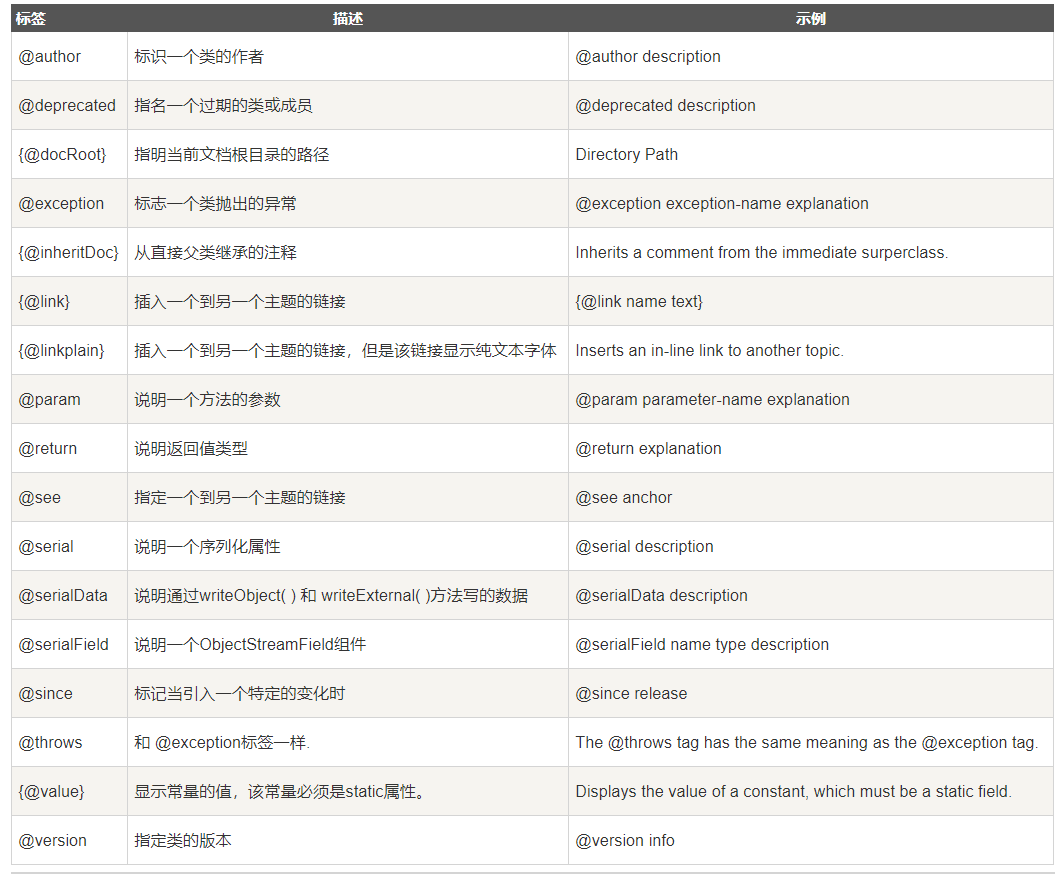 标签 描述 示例
@author 标识一个类的作者 @author description
@deprecated 指名一个过期的类或成员 @deprecated description
{@docRoot} 指明当前文档根目录的路径 Directory Path
@exception 标志一个类抛出的异常 @exception exception-name explanation
{@inheritDoc} 从直接父类继承的注释 Inherits a comment from the immediate surperclass.
{@link} 插入一个到另一个主题的链接 {@link name text}
{@linkplain} 插入一个到另一个主题的链接，但是该链接显示纯文本字体 Inserts an in-line link to another topic.
@param 说明一个方法的参数 @param parameter-name explanation
@return 说明返回值类型 @return explanation
@see 指定一个到另一个主题的链接 @see anchor
@serial 说明一个序列化属性 @serial description
@serialData 说明通过writeObject( ) 和 writeExternal( )方法写的数据 @serialData description
@serialField 说明一个ObjectStreamField组件 @serialField name type description
@since 标记当引入一个特定的变化时 @since release
@throws 和 @exception标签一样. The @throws tag has the same meaning as the @exception tag.
{@value} 显示常量的值，该常量必须是static属性。 Displays the value of a constant, which must be a static field.
@version 指定类的版本 @version info